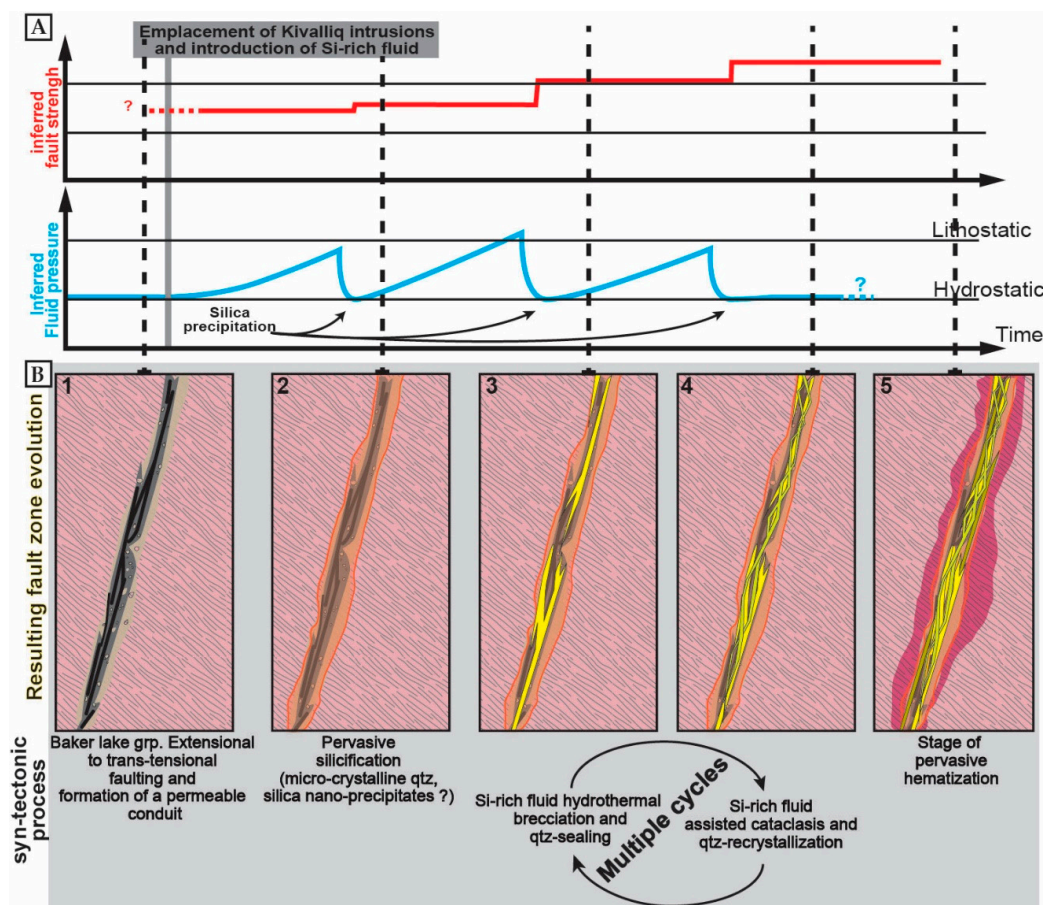 A
Emplacement of Kivalliq intrusions
and introduction of Si-rich fluid
inferred
fault strengh
?
Inferred
Fluid pressure
Lithostatic
Hydrostatic
?
Silica
precipitation
Time
B
Resulting fault zone evolution
1
2
3
4
5
syn-tectonic
process
Baker lake grp. Extensional
to trans-tensional
faulting and
formation of a permeable
conduit
Pervasive
silicification
(micro-crystalline qtz,
silica nano-precipitates ?)
Si-rich fluid hydrothermal
brecciation and
qtz-sealing
Multiple cycles
Si-rich fluid
assisted cataclasis and
qtz-recrystallization
Stage of
pervasive
hematization